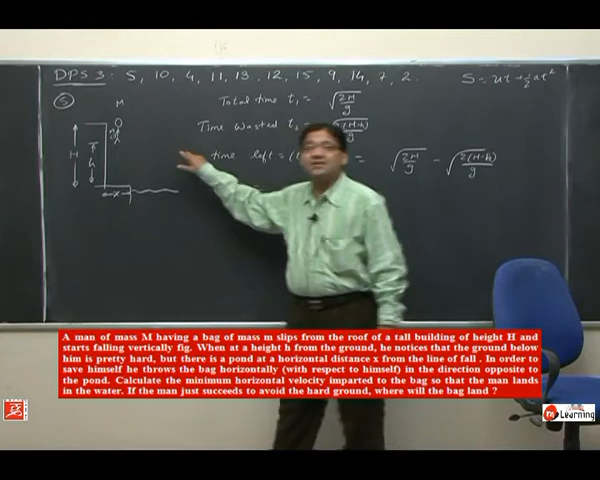 DPS 3 : 5, 10, 4, 11, 13, 12, 15, 9, 14, 7, 2. S = ut + ½ at²
5 M Total time t₁ = √(2H/g)
Time Wasted t₂ = √(2(H-h)/g)
H h time left = ( = √(2H/g) - √(2(H-h)/g)
x
A man of mass M having a bag of mass m slips from the roof of a tall building of height H and
starts falling vertically fig. When at a height h from the ground, he notices that the ground below
him is pretty hard, but there is a pond at a horizontal distance x from the line of fall . In order to
save himself he throws the bag horizontally (with respect to himself) in the direction opposite to
the pond. Calculate the minimum horizontal velocity imparted to the bag so that the man lands
in the water. If the man just succeeds to avoid the hard ground, where will the bag land ?
Learning